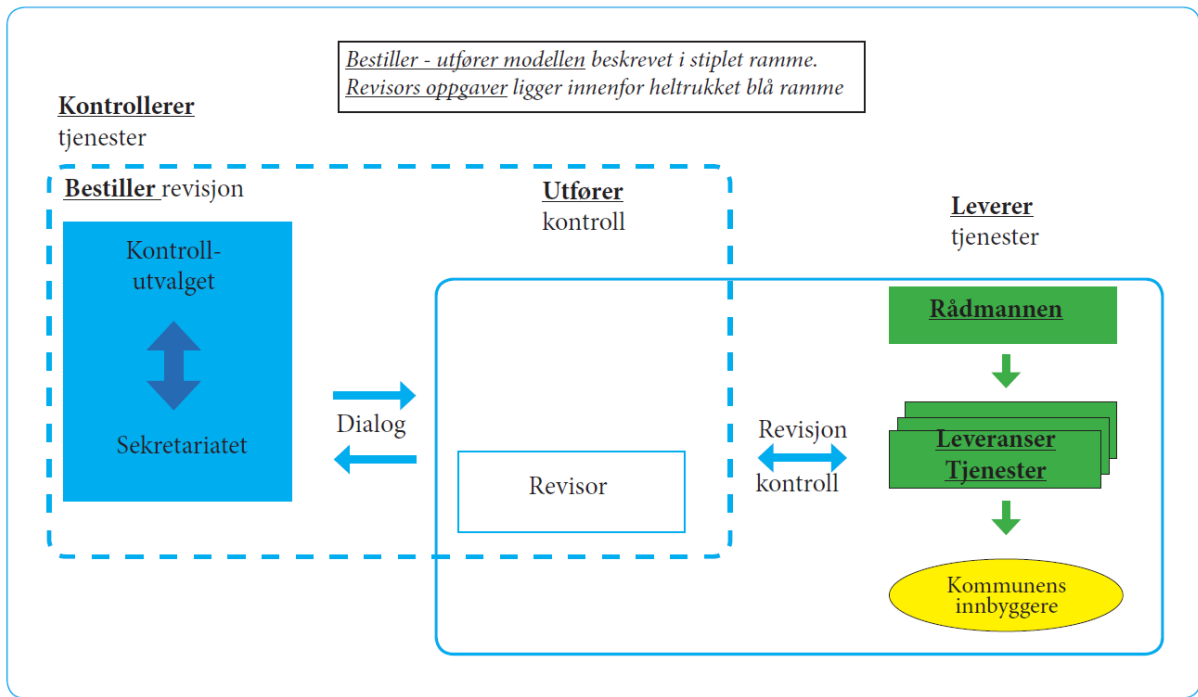 Bestiller - utfører modellen beskrevet i stiplet ramme.
Revisors oppgaver ligger innenfor heltrukket blå ramme
Kontrollerer
tjenester
Bestiller revisjon
Kontroll-
utvalget
Sekretariatet
Dialog
Utfører
kontroll
Revisor
Revisjon
kontroll
Leverer
tjenester
Rådmannen
Leveranser
Tjenester
Kommunens
innbyggere